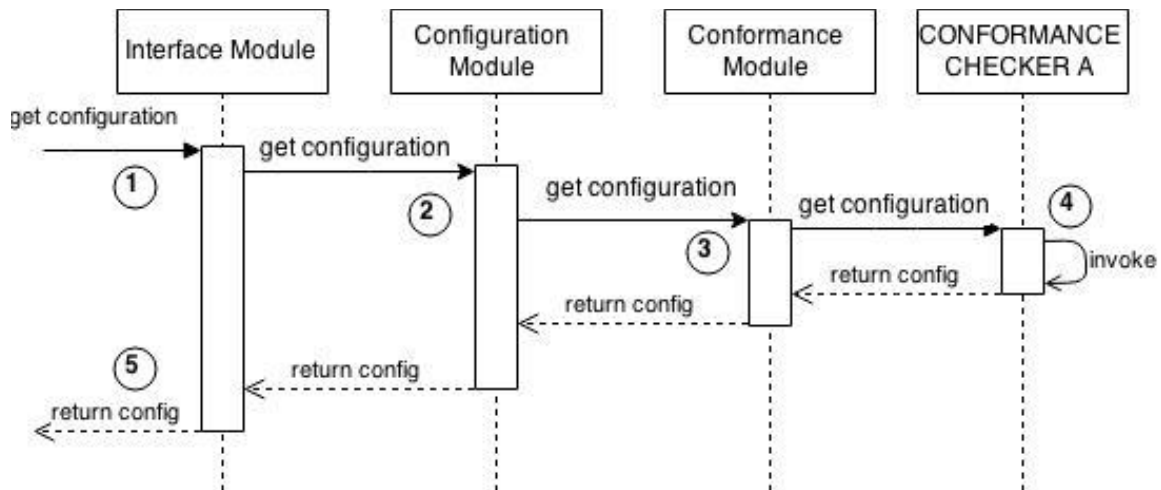 Interface Module
Configuration
Module
Conformance
Module
CONFORMANCE
CHECKER A
get configuration
1
get configuration
2
get configuration
3
get configuration
4
invoke
return config
return config
return config
5
return config